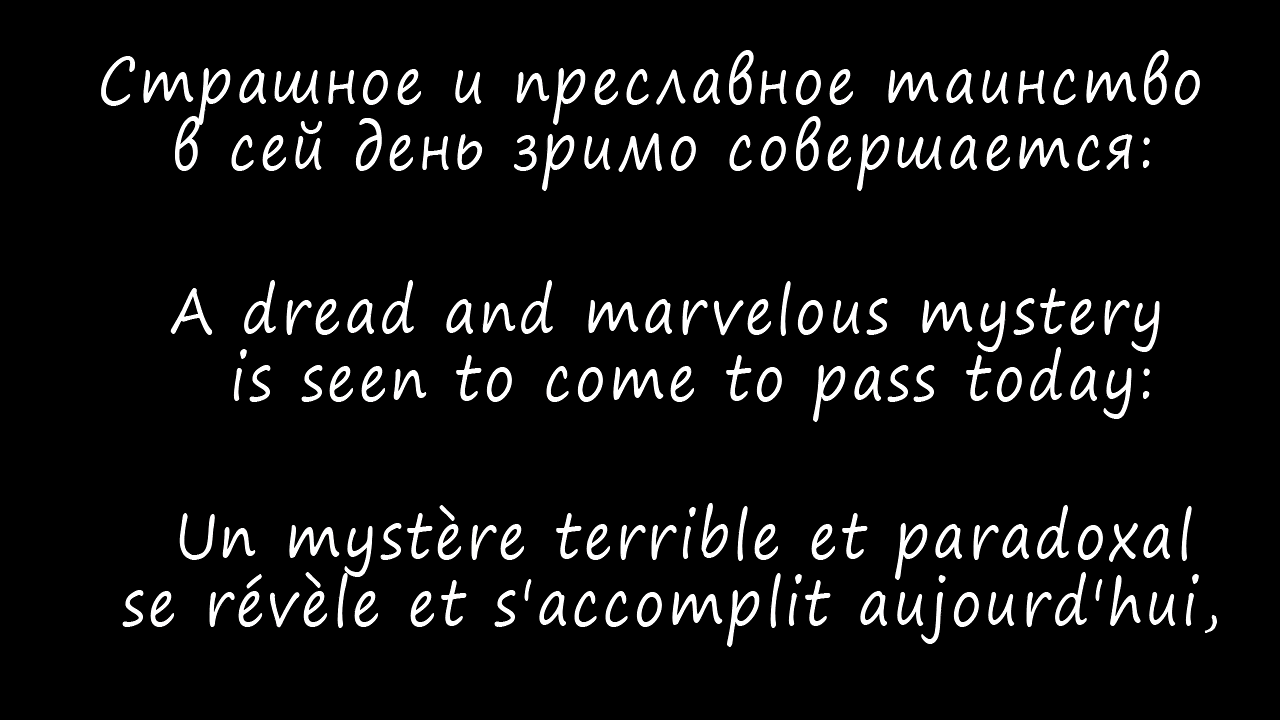 Страшное и преславное таинство
в сей день зримо совершается:
A dread and marvelous mystery
is seen to come to pass today:
Un mystère terrible et paradoxal
se révèle et s'accomplit aujourd'hui,